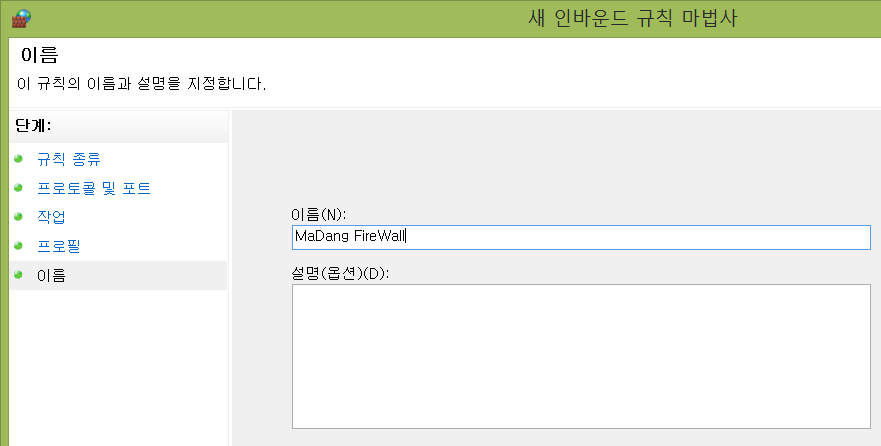 새 인바운드 규칙 마법사
이름
이 규칙의 이름과 설명을 지정합니다.
단계:
규칙 종류
프로토콜 및 포트
작업
프로필
이름
이름(N):
MaDang FireWall
설명(옵션)(D):